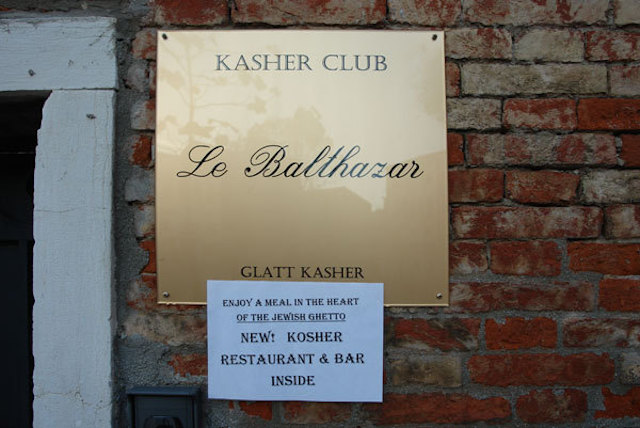 KASHER CLUB
Le Balthazar
GLATT KASHER
ENJOY A MEAL IN THE HEART
OF THE JEWISH GHETTO
NEW! KOSHER
RESTAURANT & BAR
INSIDE